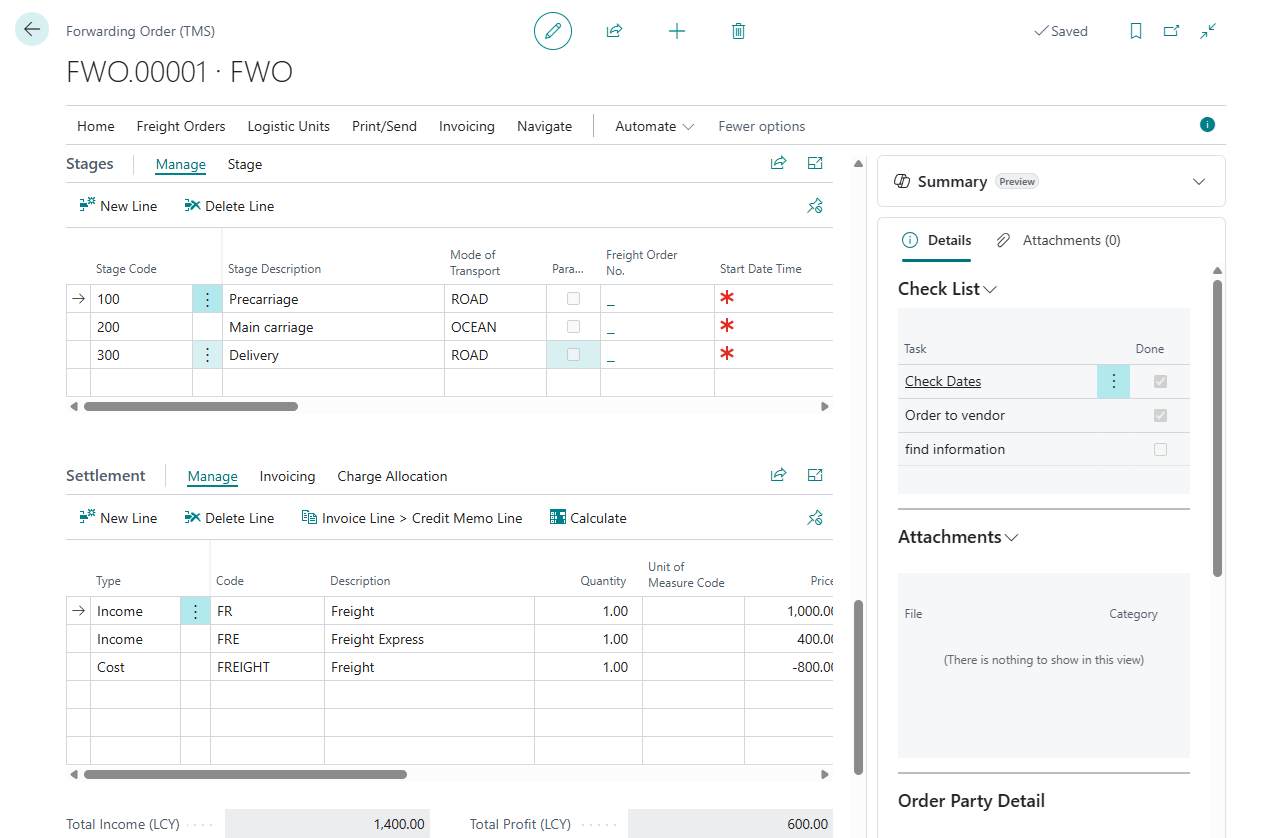 Forwarding Order (TMS)
Saved
FWO.00001 · FWO
Home Freight Orders Logistic Units Print/Send Invoicing Navigate Automate Fewer options
Stages Manage Stage
New Line Delete Line
Stage Code Stage Description Mode of Transport Para... Freight Order No. Start Date Time
100 Precarriage ROAD _ *
200 Main carriage OCEAN _ *
300 Delivery ROAD _ *
Settlement Manage Invoicing Charge Allocation
New Line Delete Line Invoice Line > Credit Memo Line Calculate
Type Code Description Quantity Unit of Measure Code Price
Income FR Freight 1.00 1,000.00
Income FRE Freight Express 1.00 400.00
Cost FREIGHT Freight 1.00 -800.00
Total Income (LCY) 1,400.00 Total Profit (LCY) 600.00
Summary Preview
Details Attachments (0)
Check List
Task Done
Check Dates
Order to vendor
find information
Attachments
File Category
(There is nothing to show in this view)
Order Party Detail